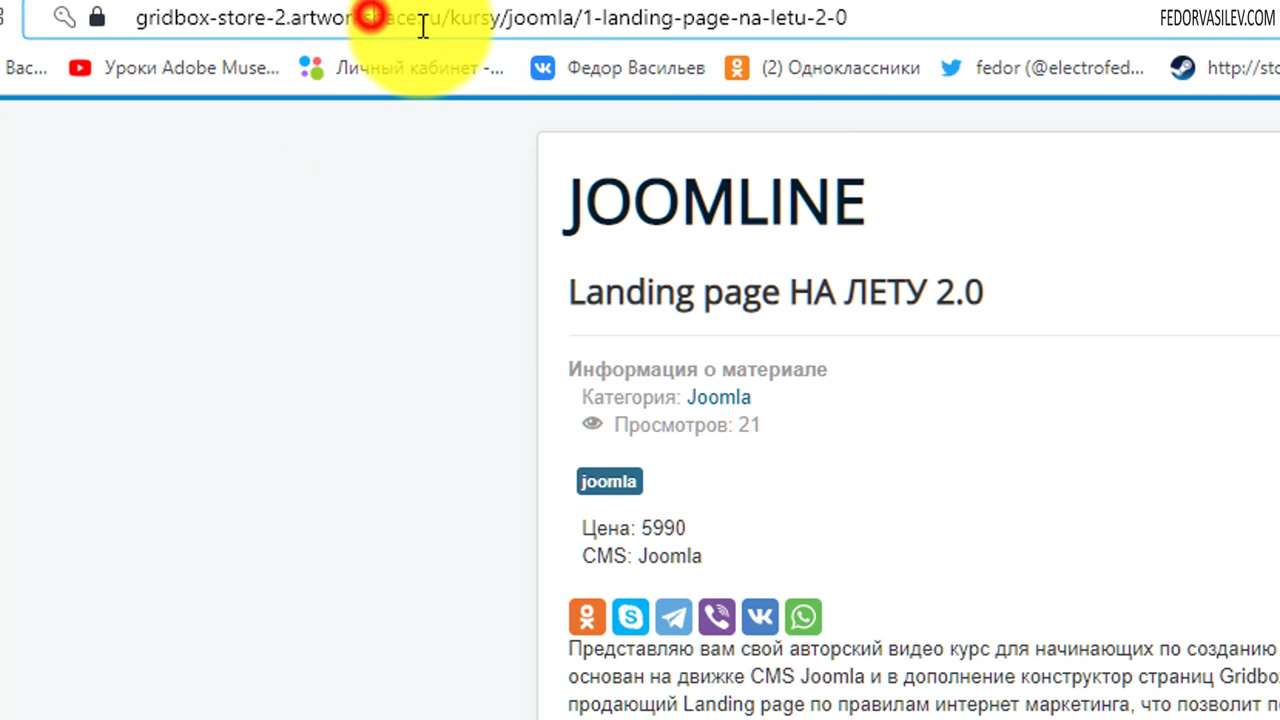 gridbox-store-2.artworkspace.ru/kursy/joomla/1-landing-page-na-letu-2-0
FEDORVASILEV.COM
Вас... Уроки Adobe Muse... Личный кабинет -... Федор Васильев (2) Одноклассники fedor (@electrofed... http://sto
JOOMLINE
Landing page НА ЛЕТУ 2.0
Информация о материале
Категория: Joomla
Просмотров: 21
joomla
Цена: 5990
CMS: Joomla
Представляю вам свой авторский видео курс для начинающих по созданию
основан на движке CMS Joomla и в дополнение конструктор страниц Gridbo
продающий Landing page по правилам интернет маркетинга, что позволит